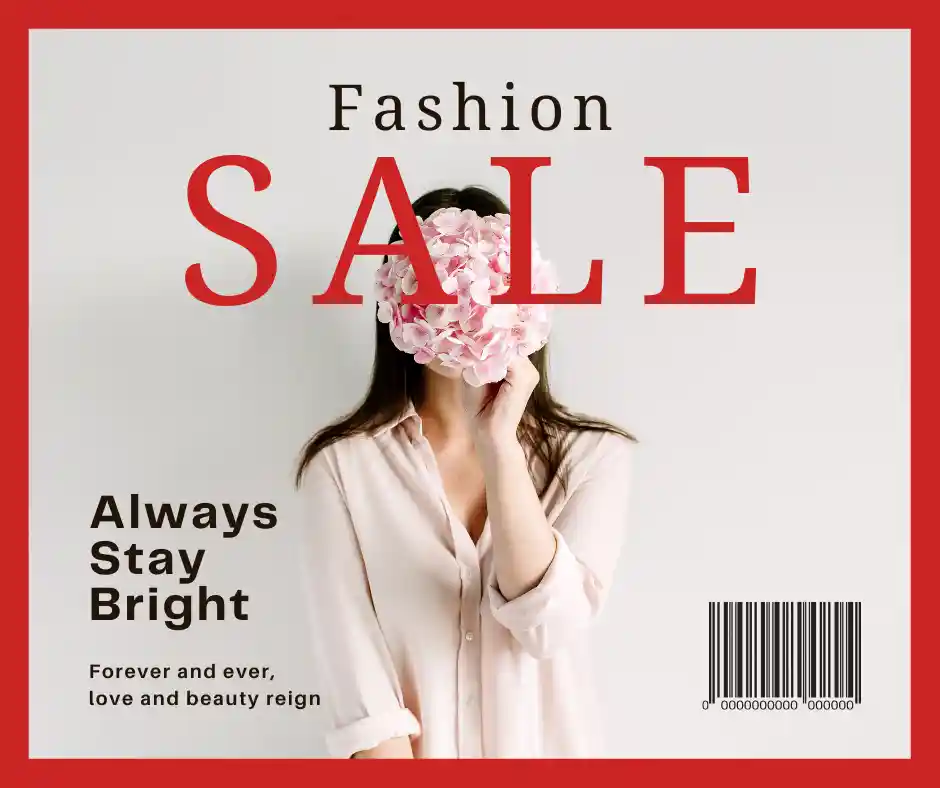 Fashion
SALE
Always
Stay
Bright
Forever and ever,
love and beauty reign
0 0000000000 000000